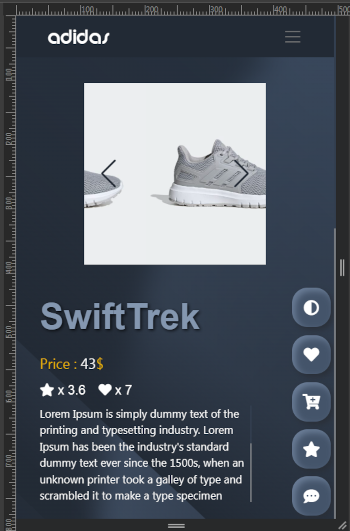 100
200
300
400
500
adidas
SwiftTrek
Price : 43$
x 3.6 x 7
Lorem Ipsum is simply dummy text of the
printing and typesetting industry. Lorem
Ipsum has been the industry's standard
dummy text ever since the 1500s, when an
unknown printer took a galley of type and
scrambled it to make a type specimen